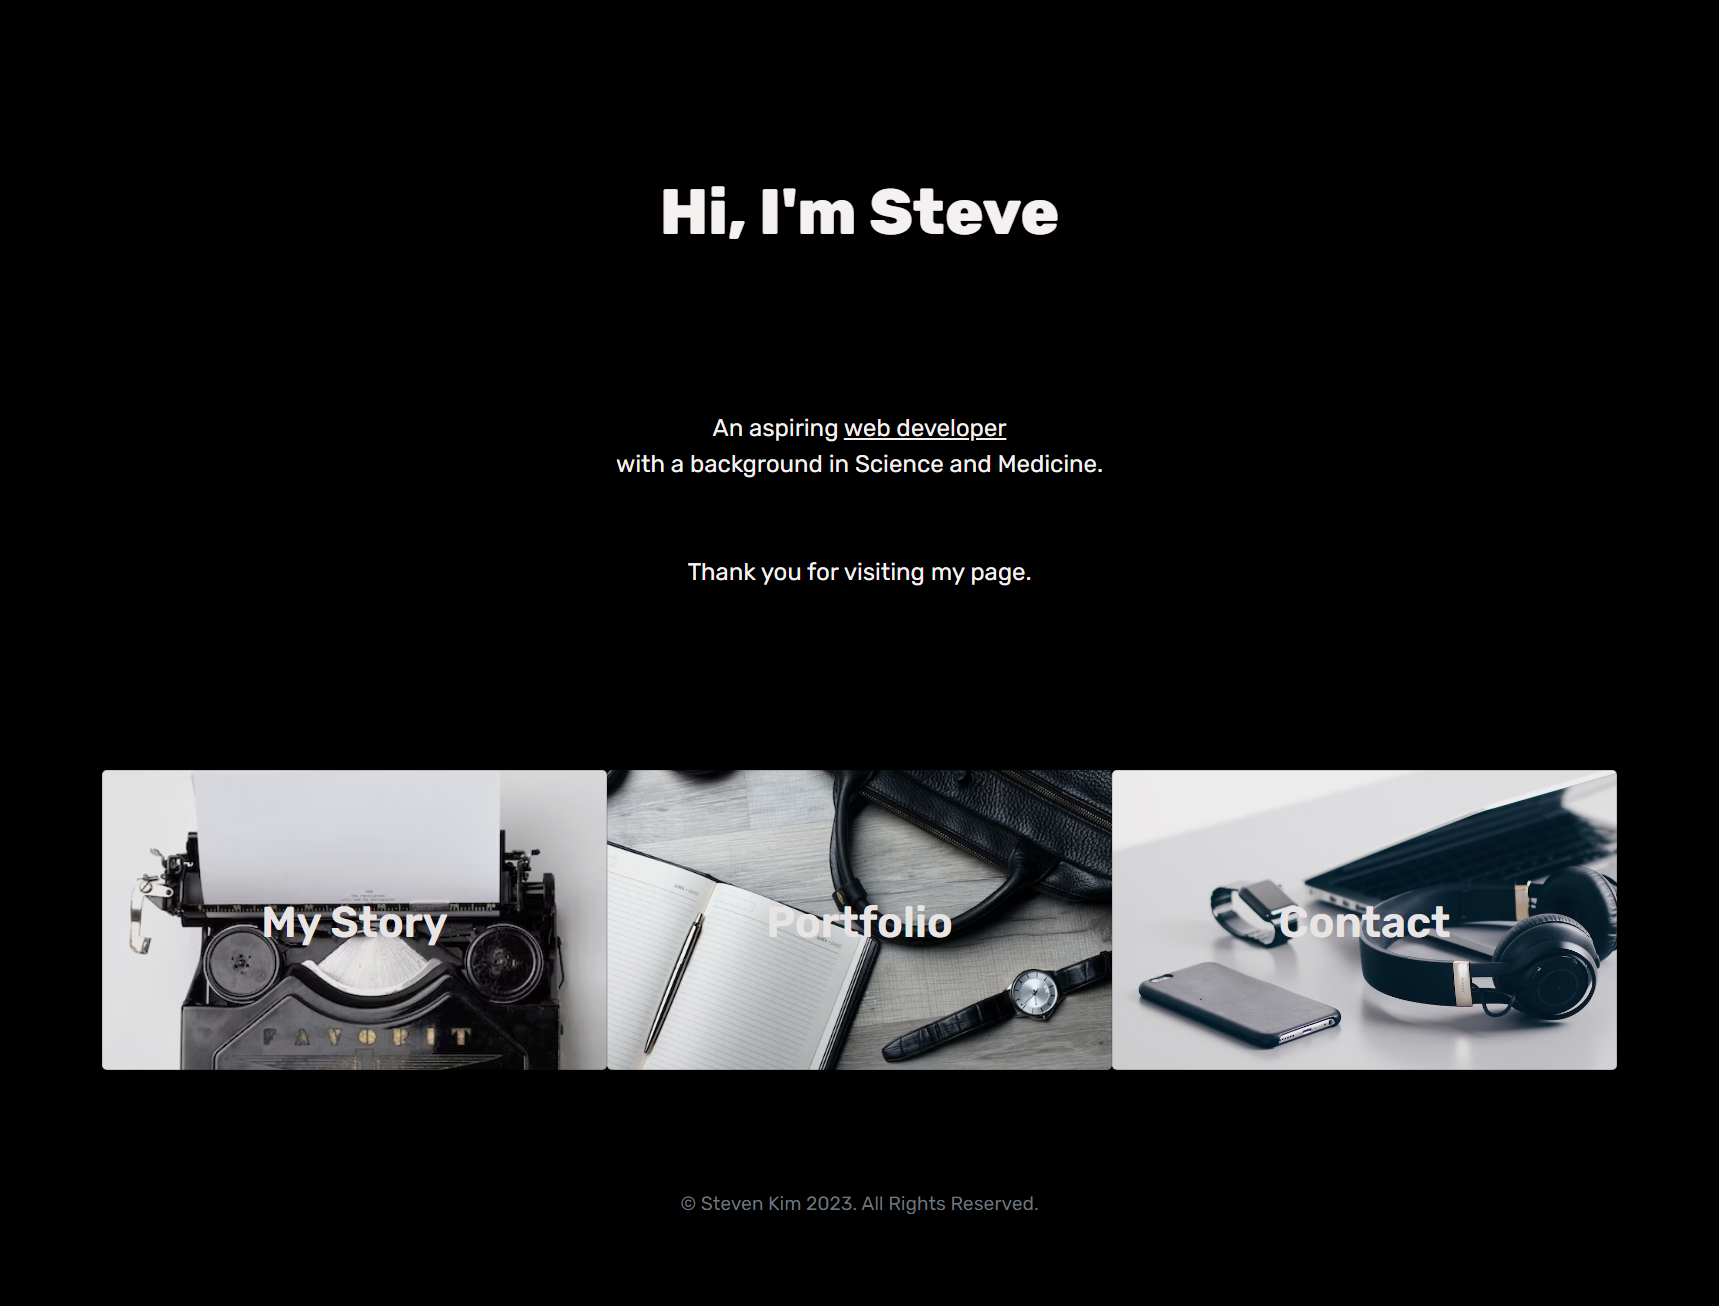 Hi, I'm Steve
An aspiring web developer
with a background in Science and Medicine.
Thank you for visiting my page.
My Story
Portfolio
Contact
FAVORIT
© Steven Kim 2023. All Rights Reserved.